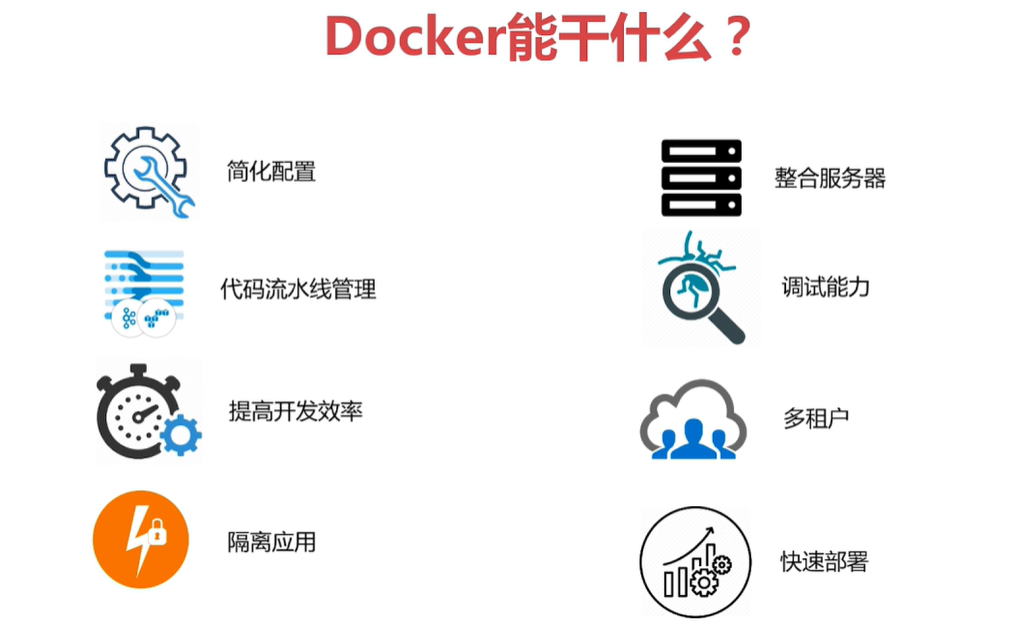 Docker能干什么？
简化配置
整合服务器
代码流水线管理
调试能力
提高开发效率
多租户
隔离应用
快速部署